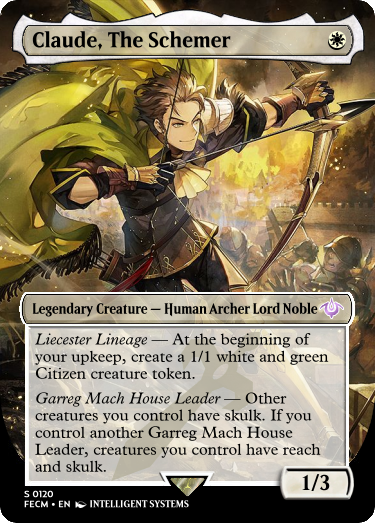 Claude, The Schemer
Legendary Creature — Human Archer Lord Noble
Liecester Lineage — At the beginning of
your upkeep, create a 1/1 white and green
Citizen creature token.
Garreg Mach House Leader — Other
creatures you control have skulk. If you
control another Garreg Mach House
Leader, creatures you control have reach
and skulk.
1/3
S 0120
FECM • EN INTELLIGENT SYSTEMS